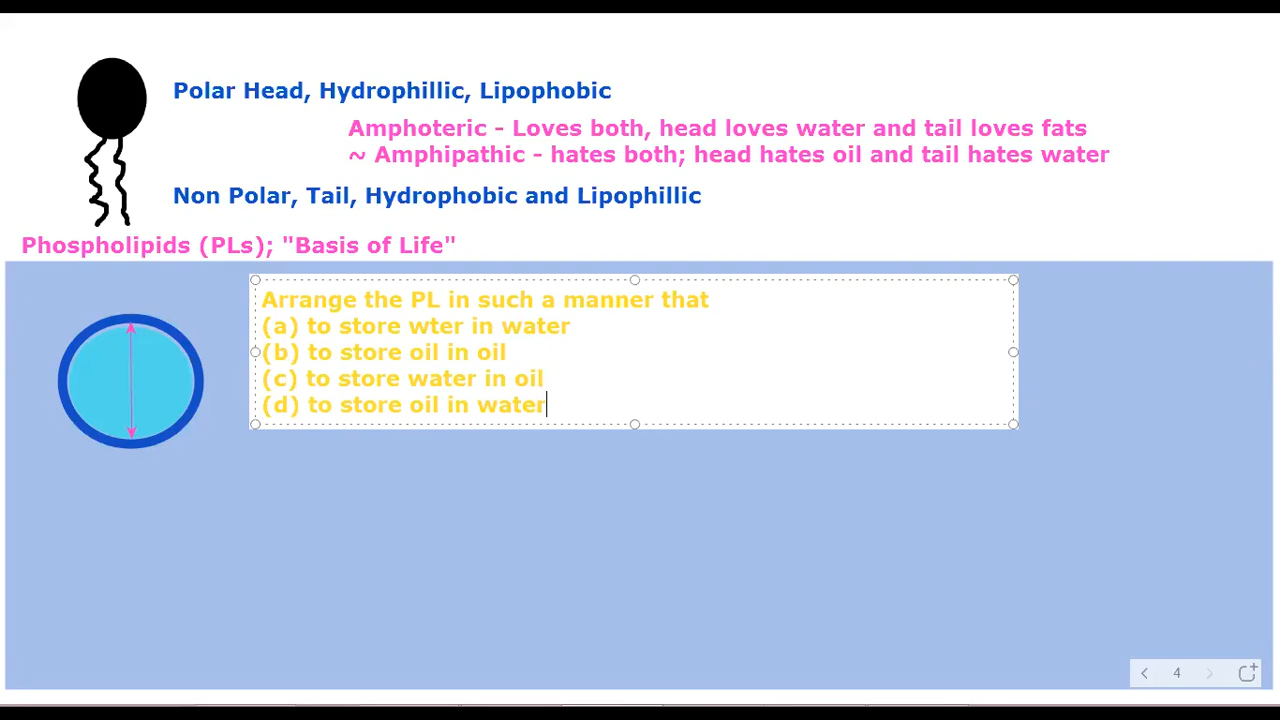 Polar Head, Hydrophillic, Lipophobic
Amphoteric - Loves both, head loves water and tail loves fats
~ Amphipathic - hates both; head hates oil and tail hates water
Non Polar, Tail, Hydrophobic and Lipophillic
Phospholipids (PLs); "Basis of Life"
Arrange the PL in such a manner that
(a) to store wter in water
(b) to store oil in oil
(c) to store water in oil
(d) to store oil in water
4